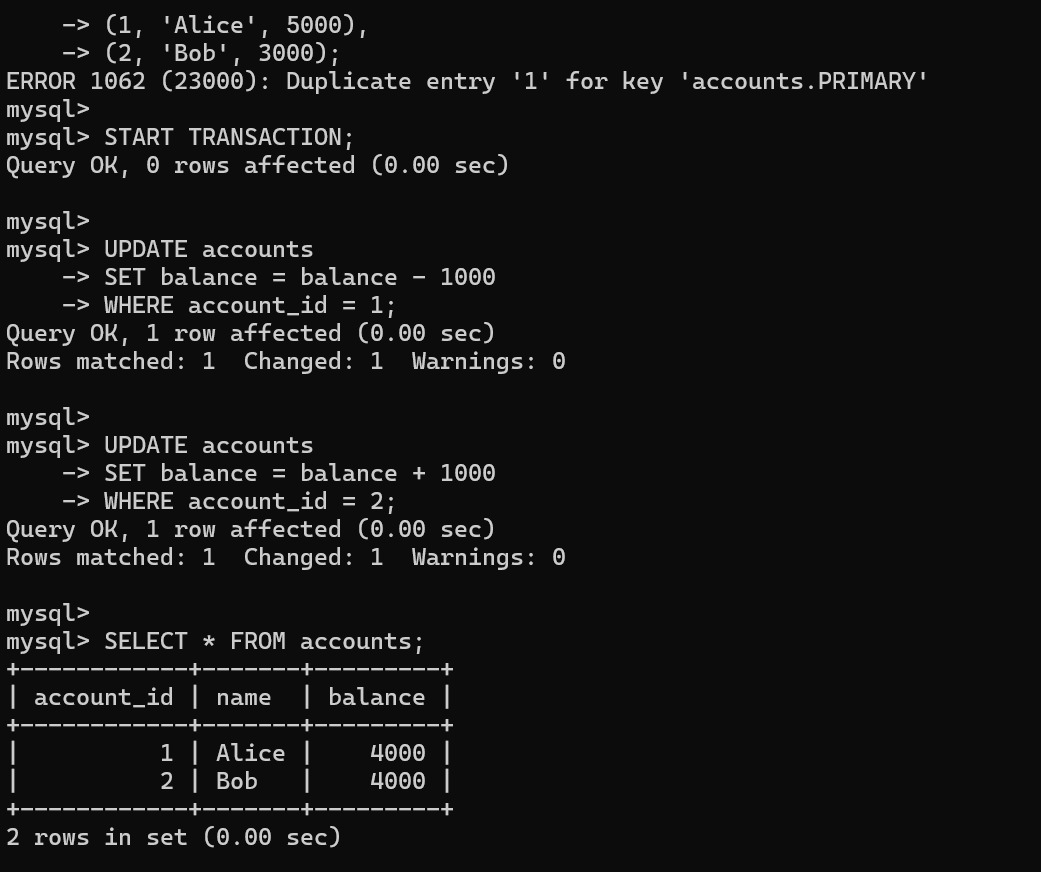 -> (1, 'Alice', 5000),
    -> (2, 'Bob', 3000);
ERROR 1062 (23000): Duplicate entry '1' for key 'accounts.PRIMARY'
mysql>
mysql> START TRANSACTION;
Query OK, 0 rows affected (0.00 sec)

mysql>
mysql> UPDATE accounts
    -> SET balance = balance - 1000
    -> WHERE account_id = 1;
Query OK, 1 row affected (0.00 sec)
Rows matched: 1  Changed: 1  Warnings: 0

mysql>
mysql> UPDATE accounts
    -> SET balance = balance + 1000
    -> WHERE account_id = 2;
Query OK, 1 row affected (0.00 sec)
Rows matched: 1  Changed: 1  Warnings: 0

mysql>
mysql> SELECT * FROM accounts;
+------------+-------+---------+
| account_id | name  | balance |
+------------+-------+---------+
|          1 | Alice |    4000 |
|          2 | Bob   |    4000 |
+------------+-------+---------+
2 rows in set (0.00 sec)